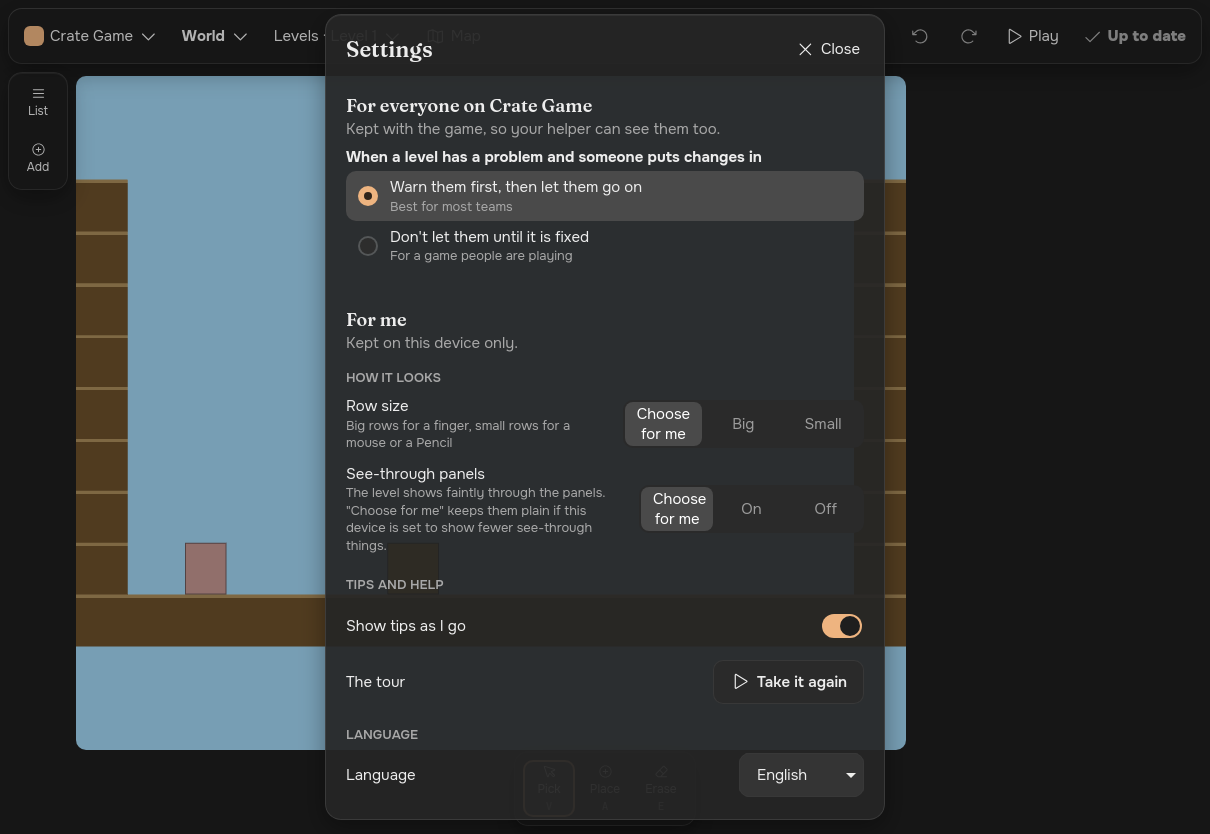 Crate Game
World
Levels · Level 1
Map
Play
Up to date
List
Add
Settings
Close
For everyone on Crate Game
Kept with the game, so your helper can see them too.
When a level has a problem and someone puts changes in
Warn them first, then let them go on
Best for most teams
Don't let them until it is fixed
For a game people are playing
For me
Kept on this device only.
HOW IT LOOKS
Row size
Big rows for a finger, small rows for a
mouse or a Pencil
Choose
for me
Big
Small
See-through panels
The level shows faintly through the panels.
"Choose for me" keeps them plain if this
device is set to show fewer see-through
things.
Choose
for me
On
Off
TIPS AND HELP
Show tips as I go
The tour
Take it again
LANGUAGE
Language
English
Pick
Place
Erase